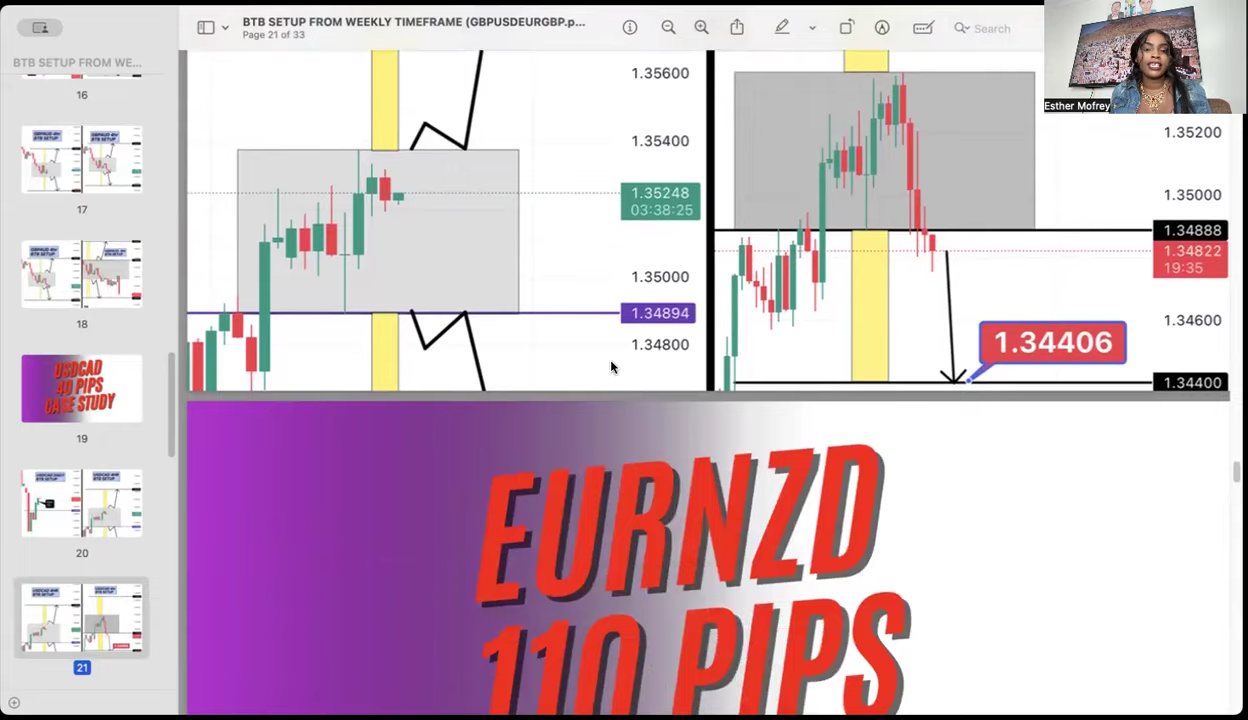 BTB SETUP FROM WEEKLY TIMEFRAME (GBPUSDEURGBP.p...
Page 21 of 33
Search
BTB SETUP FROM WE...
16
17
18
USDCAD
40 PIPS
CASE STUDY
19
20
21
1.35600
1.35400
1.35248
03:38:25
1.35000
1.34894
1.34800
Esther Mofrey
1.35200
1.35000
1.34888
1.34822
19:35
1.34600
1.34406
1.34400
EURNZD
110 PIPS